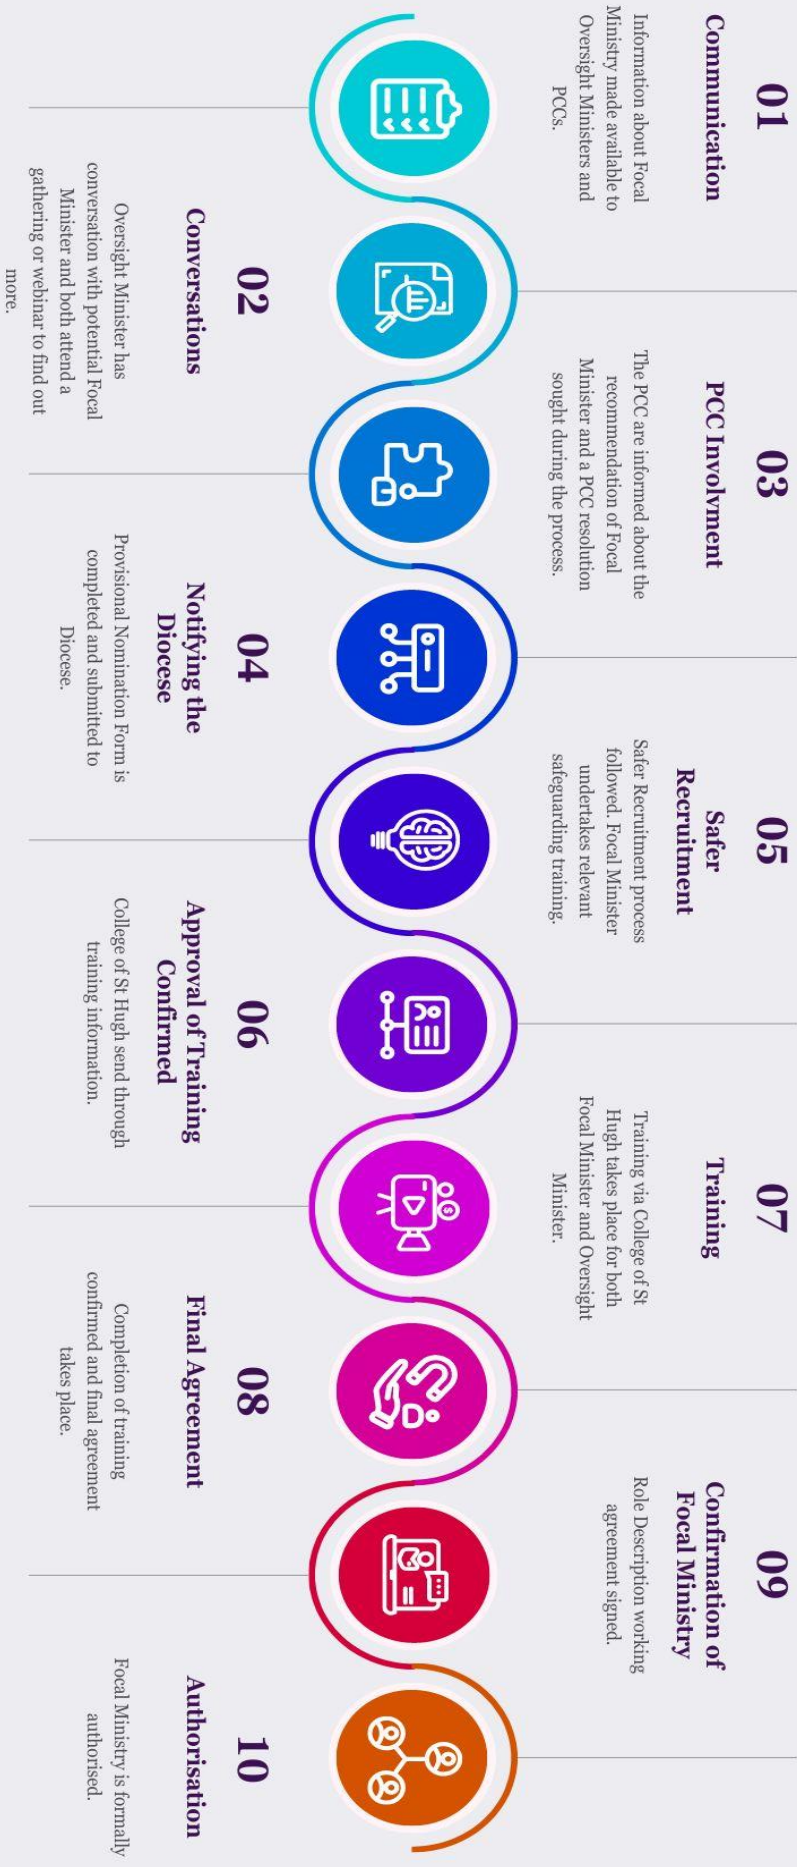 01
Communication
Information about Focal
Ministry made available to
Oversight Ministers and
PCCs.
02
Conversations
Oversight Minister has
conversation with potential Focal
Minister and both attend a
gathering or webinar to find out
more.
03
PCC Involvment
The PCC are informed about the
recommendation of Focal
Minister and a PCC resolution
sought during the process.
04
Notifying the
Diocese
Provisional Nomination Form is
completed and submitted to
Diocese.
05
Safer
Recruitment
Safer Recruitment process
followed. Focal Minister
undertakes relevant
safeguarding training.
06
Approval of Training
Confirmed
College of St Hugh send through
training information.
07
Training
Training via College of St
Hugh takes place for both
Focal Minister and Oversight
Minister.
08
Final Agreement
Completion of training
confirmed and final agreement
takes place.
09
Confirmation of
Focal Ministry
Role Description working
agreement signed.
10
Authorisation
Focal Ministry is formally
authorised.